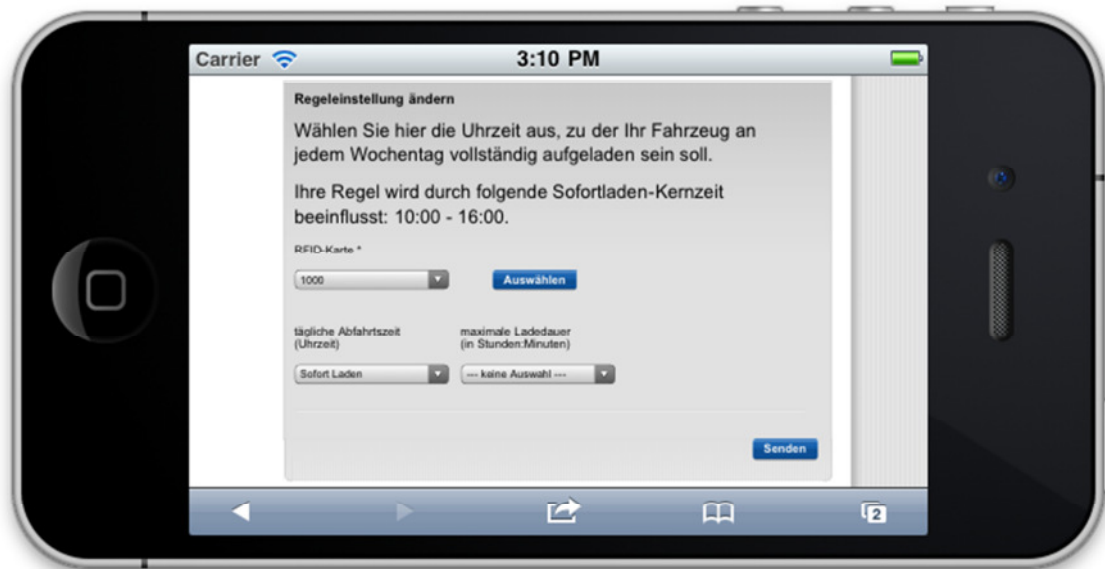 Carrier 3:10 PM
Regeleinstellung ändern
Wählen Sie hier die Uhrzeit aus, zu der Ihr Fahrzeug an
jedem Wochentag vollständig aufgeladen sein soll.
Ihre Regel wird durch folgende Sofortladen-Kernzeit
beeinflusst: 10:00 - 16:00.
RFID-Karte *
1000 Auswählen
tägliche Abfahrtszeit
(Uhrzeit)
maximale Ladedauer
(in Stunden:Minuten)
Sofort Laden --- keine Auswahl ---
Senden
2